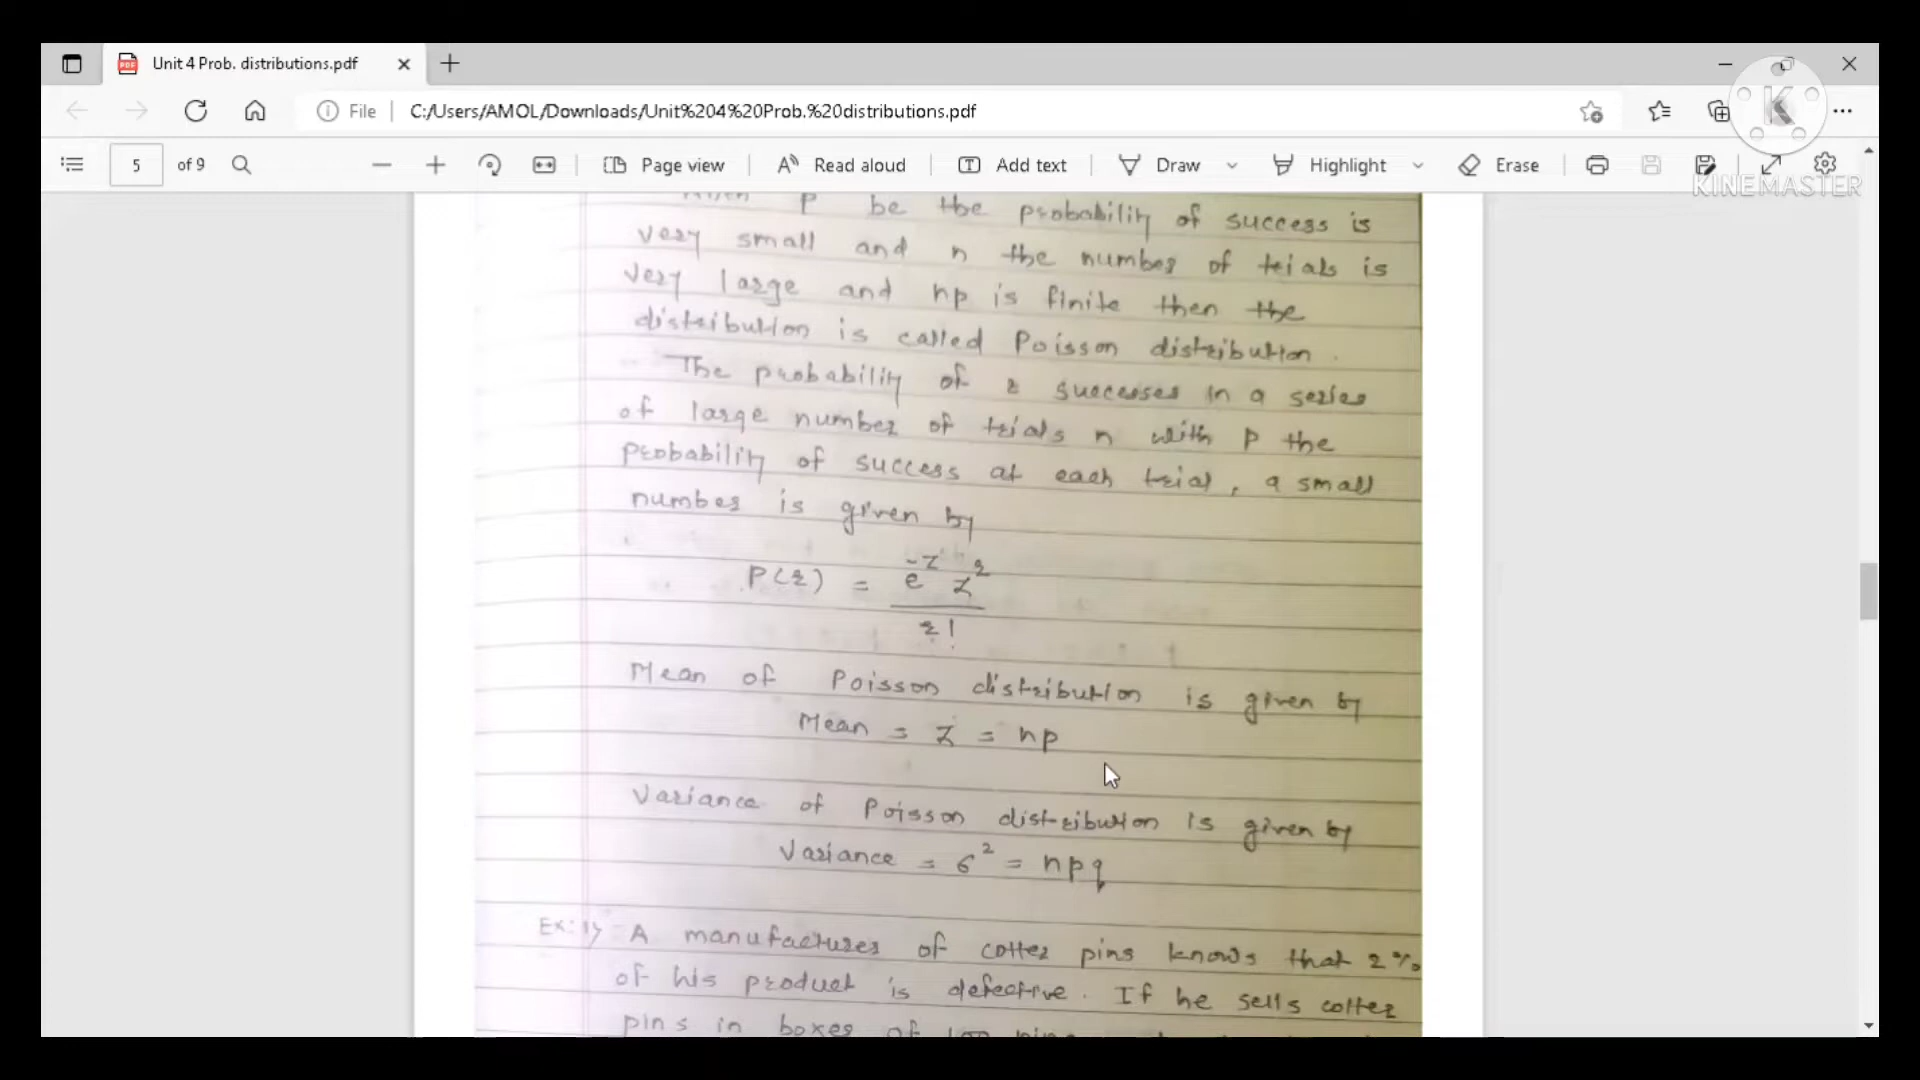 Unit 4 Prob. distributions.pdf
File C:/Users/AMOL/Downloads/Unit%204%20Prob.%20distributions.pdf
5 of 9 Page view Read aloud Add text Draw Highlight Erase
KINEMASTER
P be the probability of success is
very small and n the number of trials is
very large and np is finite then the
distribution is called Poisson distribution.
The probability of r successes in a series
of large number of trials n with p the
probability of success at each trial, a small
number is given by
P(r) = e^-z z^r / r!
Mean of Poisson distribution is given by
Mean = z = np
Variance of Poisson distribution is given by
Variance = σ² = npq
Ex:1) A manufacturer of cotter pins knows that 2%
of his product is defective. If he sells cotter
pins in boxes of 100 pins